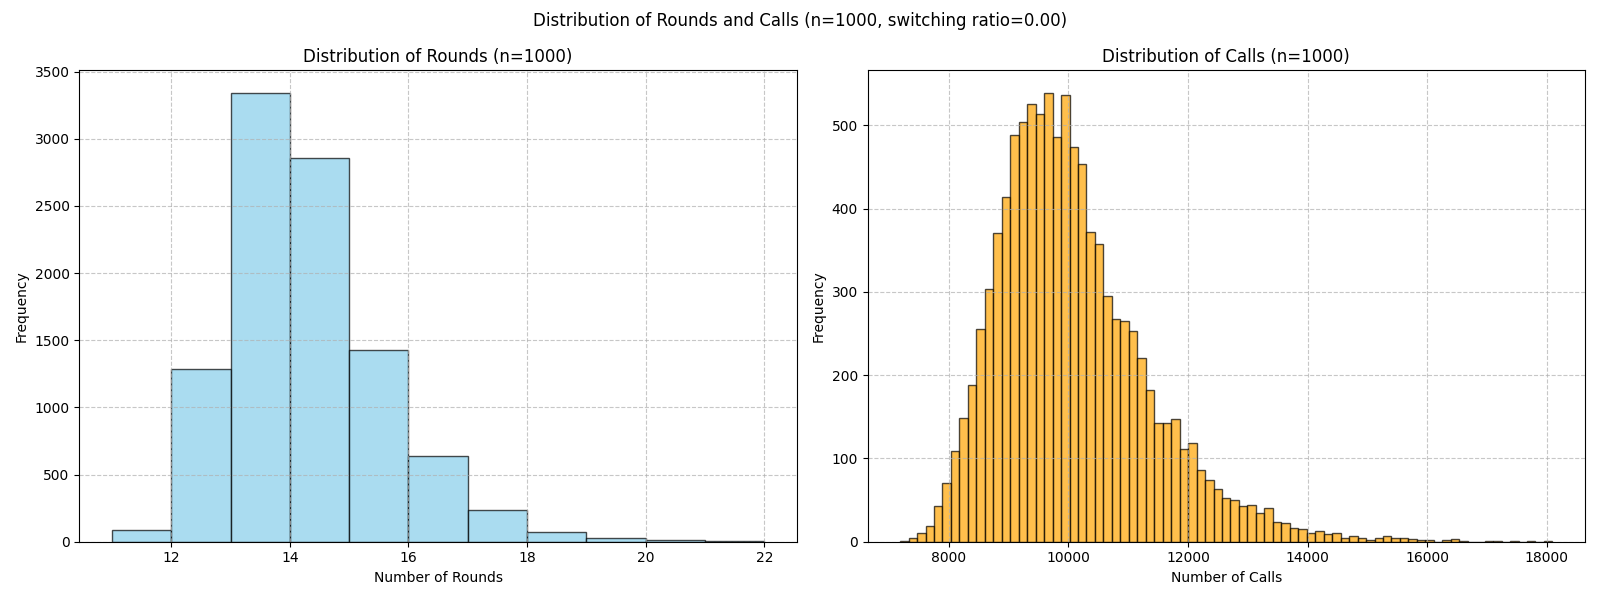 Distribution of Rounds and Calls (n=1000, switching ratio=0.00)
Distribution of Rounds (n=1000)
Frequency
3500
3000
2500
2000
1500
1000
500
0
12 14 16 18 20 22
Number of Rounds
Distribution of Calls (n=1000)
Frequency
500
400
300
200
100
0
8000 10000 12000 14000 16000 18000
Number of Calls